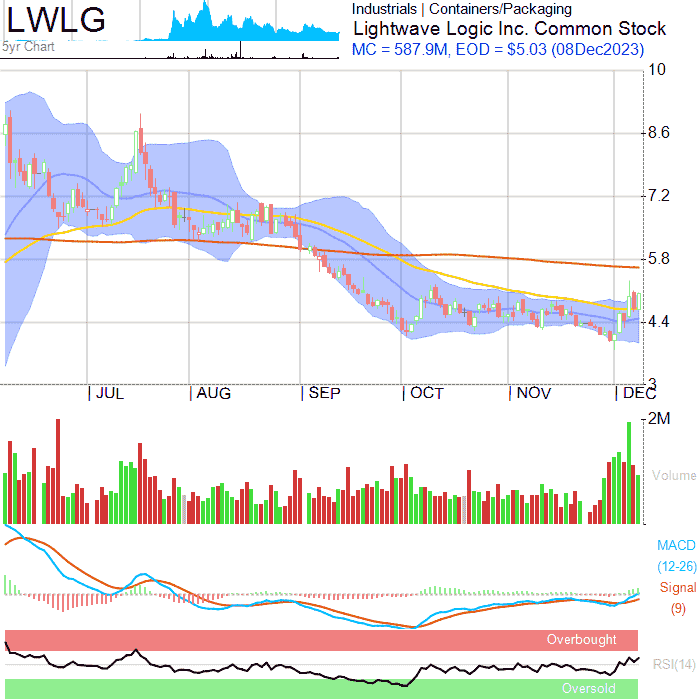 LWLG
5yr Chart
Industrials | Containers/Packaging
Lightwave Logic Inc. Common Stock
MC = 587.9M, EOD = $5.03 (08Dec2023)
10
8.6
7.2
5.8
4.4
3
JUL AUG SEP OCT NOV DEC
2M
Volume
MACD
(12-26)
Signal
(9)
Overbought
RSI(14)
Oversold